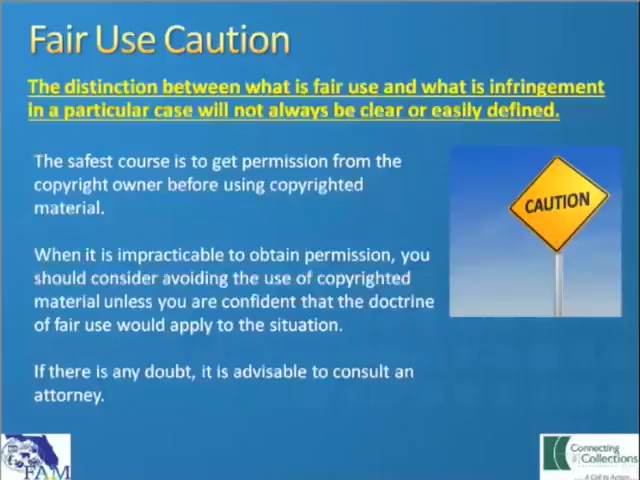 Fair Use Caution
The distinction between what is fair use and what is infringement
in a particular case will not always be clear or easily defined.
The safest course is to get permission from the
copyright owner before using copyrighted
material.
CAUTION
When it is impracticable to obtain permission, you
should consider avoiding the use of copyrighted
material unless you are confident that the doctrine
of fair use would apply to the situation.
If there is any doubt, it is advisable to consult an
attorney.
FAM
Connecting
to Collections
A Call to Action